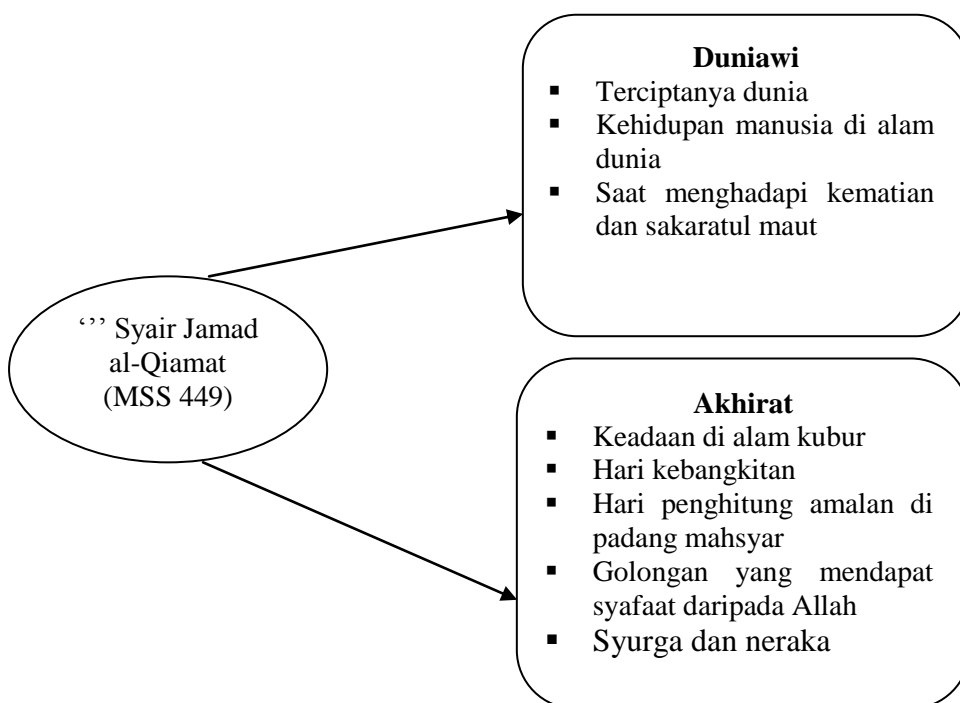 Duniawi
▪ Terciptanya dunia
▪ Kehidupan manusia di alam
dunia
▪ Saat menghadapi kematian
dan sakaratul maut
‘’’ Syair Jamad
al-Qiamat
(MSS 449)
Akhirat
▪ Keadaan di alam kubur
▪ Hari kebangkitan
▪ Hari penghitung amalan di
padang mahsyar
▪ Golongan yang mendapat
syafaat daripada Allah
▪ Syurga dan neraka